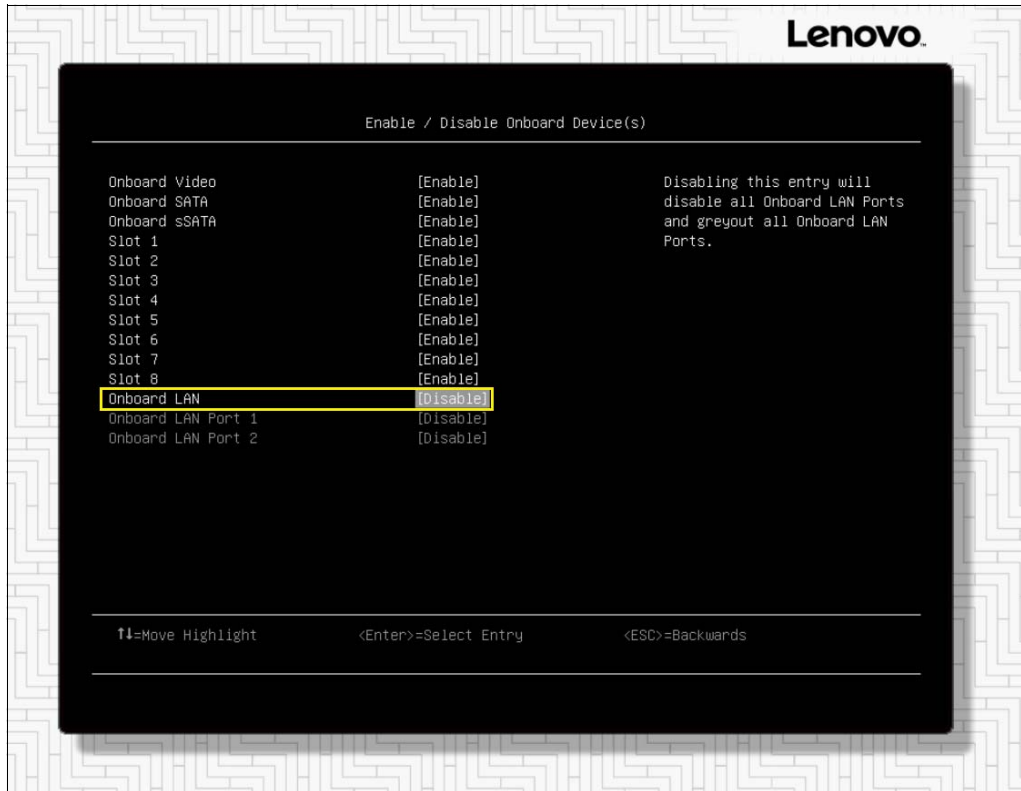 Lenovo™
Enable / Disable Onboard Device(s)
Onboard Video [Enable] Disabling this entry will
Onboard SATA [Enable] disable all Onboard LAN Ports
Onboard sSATA [Enable] and greyout all Onboard LAN
Slot 1 [Enable] Ports.
Slot 2 [Enable]
Slot 3 [Enable]
Slot 4 [Enable]
Slot 5 [Enable]
Slot 6 [Enable]
Slot 7 [Enable]
Slot 8 [Enable]
Onboard LAN [Disable]
Onboard LAN Port 1 [Disable]
Onboard LAN Port 2 [Disable]
↑↓=Move Highlight <Enter>=Select Entry <ESC>=Backwards